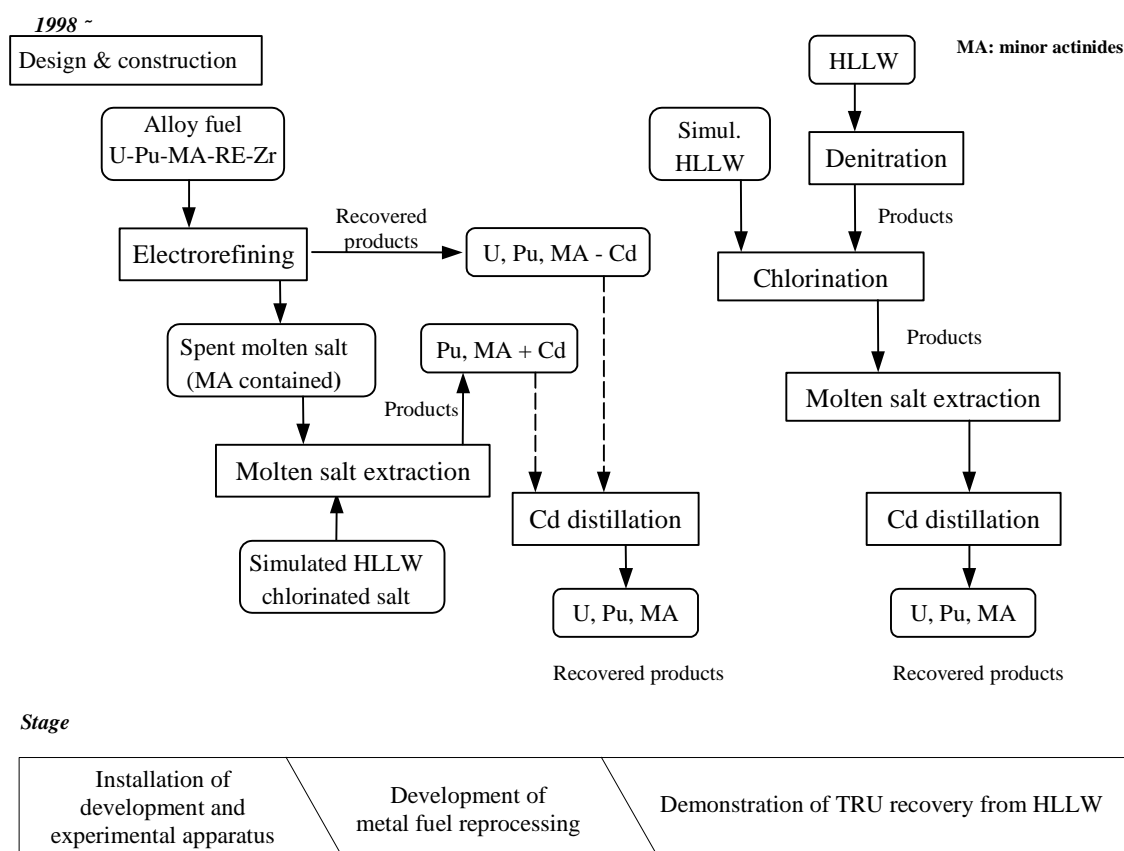 1998 ~
Design & construction
MA: minor actinides
HLLW
Alloy fuel
U-Pu-MA-RE-Zr
Simul.
HLLW
Denitration
Products
Recovered
products
Electrorefining
U, Pu, MA - Cd
Chlorination
Products
Spent molten salt
(MA contained)
Pu, MA + Cd
Products
Molten salt extraction
Molten salt extraction
Cd distillation
Cd distillation
Simulated HLLW
chlorinated salt
U, Pu, MA
U, Pu, MA
Recovered products
Recovered products
Stage
Installation of
development and
experimental apparatus
Development of
metal fuel reprocessing
Demonstration of TRU recovery from HLLW